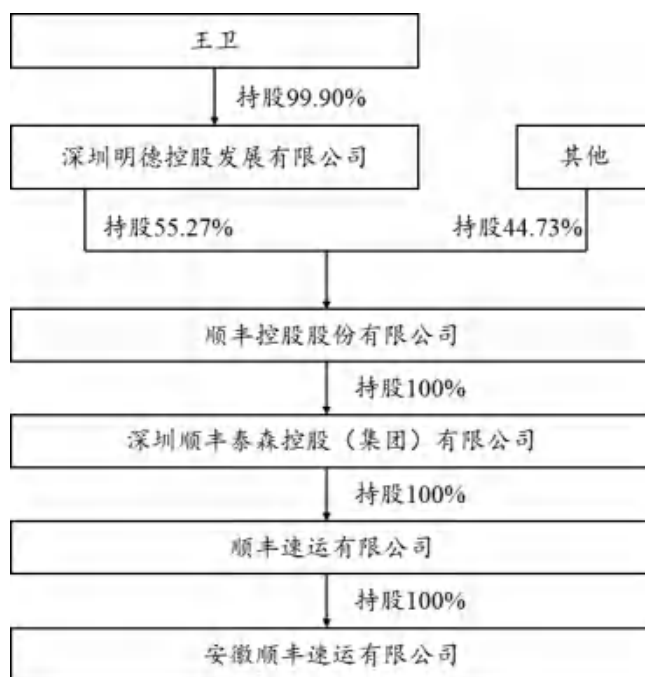 王卫
持股99.90%
深圳明德控股发展有限公司
其他
持股55.27%
持股44.73%
顺丰控股股份有限公司
持股100%
深圳顺丰泰森控股（集团）有限公司
持股100%
顺丰速运有限公司
持股100%
安徽顺丰速运有限公司